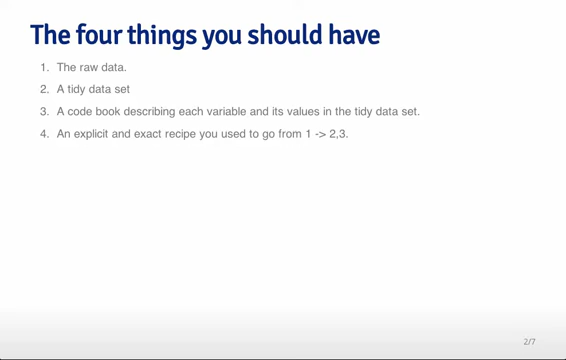 The four things you should have
1. The raw data.
2. A tidy data set
3. A code book describing each variable and its values in the tidy data set.
4. An explicit and exact recipe you used to go from 1 -> 2,3.
2/7